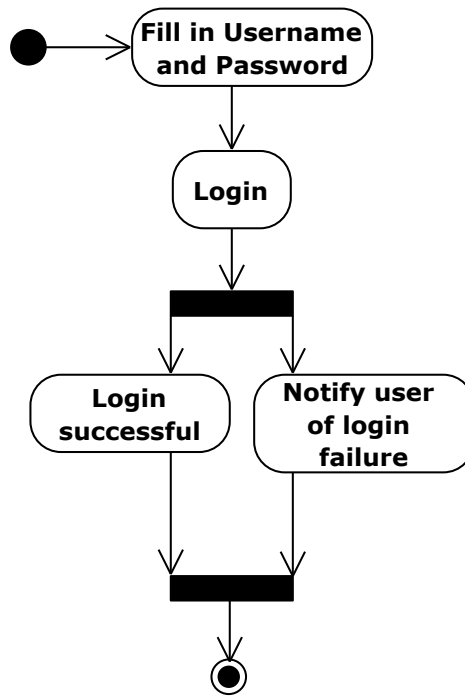 Fill in Username
and Password
Login
Login
successful
Notify user
of login
failure